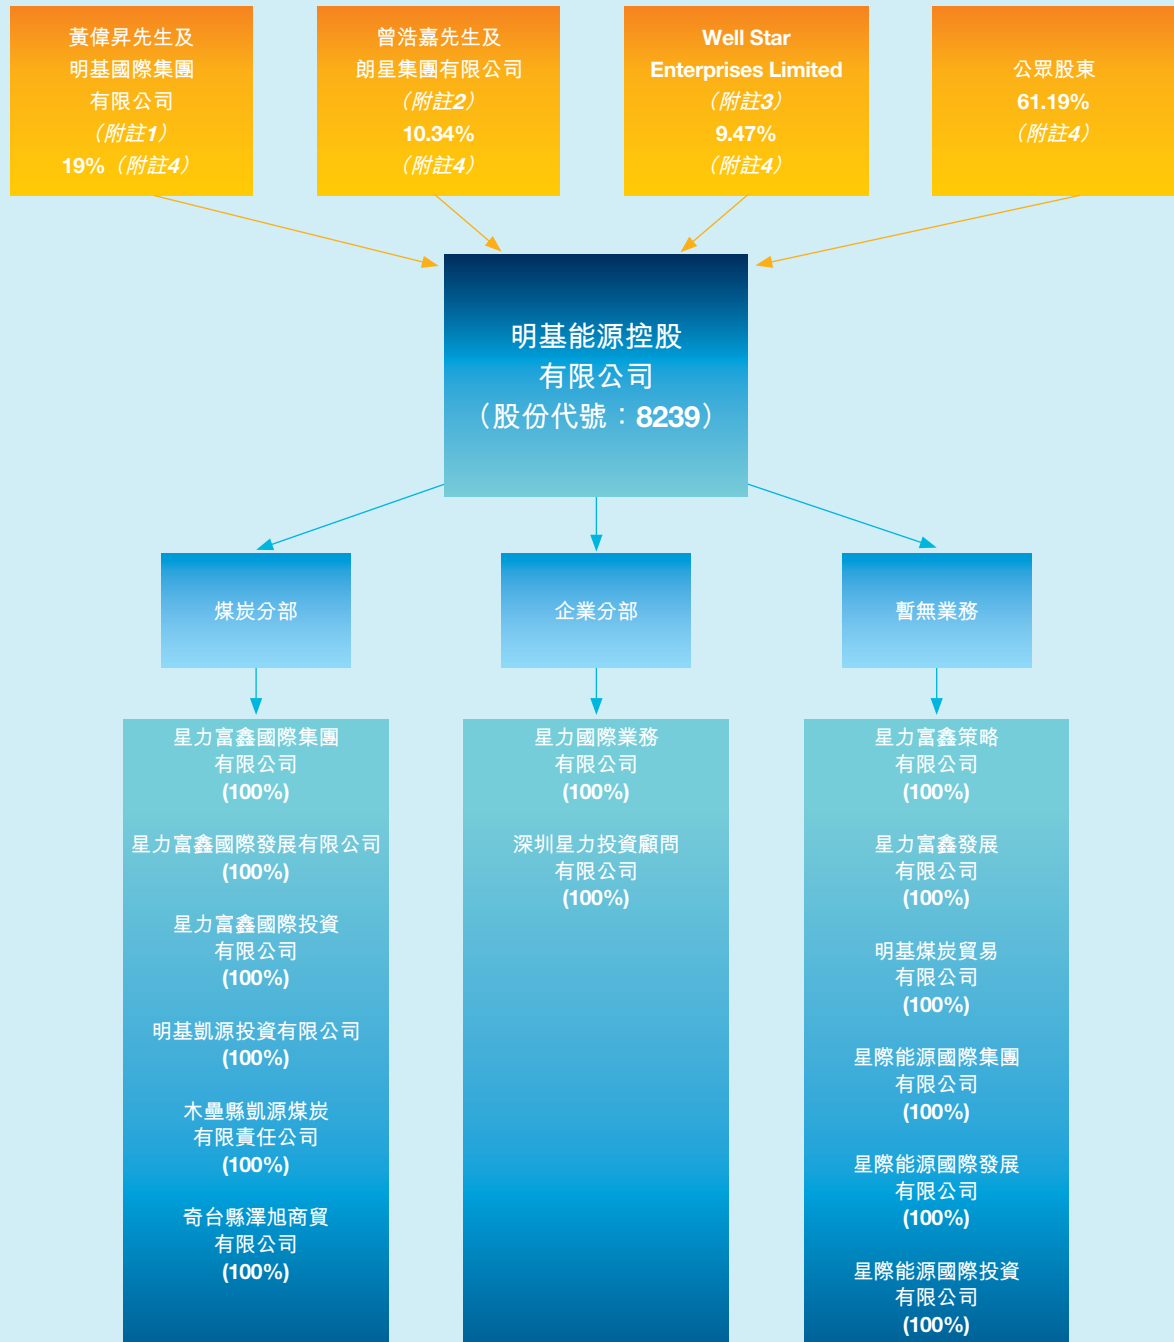 黃偉昇先生及
明基國際集團
有限公司
（附註1）
19%（附註4）
曾浩嘉先生及
朗星集團有限公司
（附註2）
10.34%
（附註4）
Well Star
Enterprises Limited
（附註3）
9.47%
（附註4）
公眾股東
61.19%
（附註4）
明基能源控股
有限公司
（股份代號：8239）
煤炭分部
企業分部
暫無業務
星力富鑫國際集團
有限公司
(100%)
星力富鑫國際發展有限公司
(100%)
星力富鑫國際投資
有限公司
(100%)
明基凱源投資有限公司
(100%)
木壘縣凱源煤炭
有限責任公司
(100%)
奇台縣澤旭商貿
有限公司
(100%)
星力國際業務
有限公司
(100%)
深圳星力投資顧問
有限公司
(100%)
星力富鑫策略
有限公司
(100%)
星力富鑫發展
有限公司
(100%)
明基煤炭貿易
有限公司
(100%)
星際能源國際集團
有限公司
(100%)
星際能源國際發展
有限公司
(100%)
星際能源國際投資
有限公司
(100%)